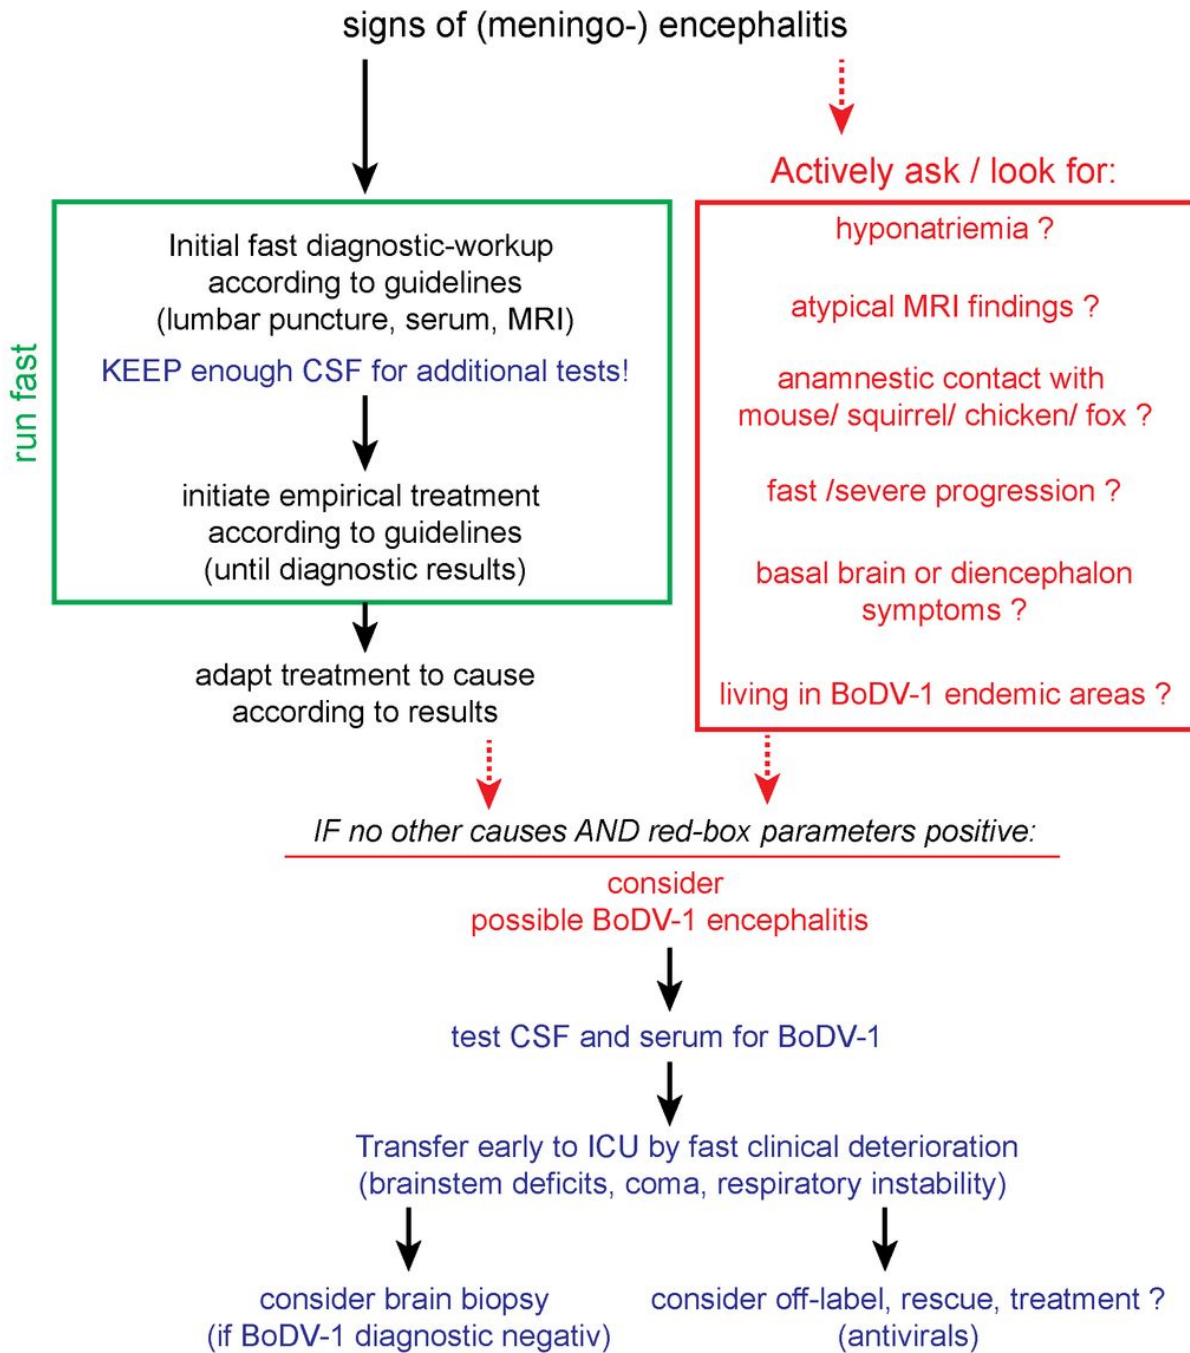 signs of (meningo-) encephalitis
run fast
Initial fast diagnostic-workup
according to guidelines
(lumbar puncture, serum, MRI)
KEEP enough CSF for additional tests!
initiate empirical treatment
according to guidelines
(until diagnostic results)
adapt treatment to cause
according to results
Actively ask / look for:
hyponatriemia ?
atypical MRI findings ?
anamnestic contact with
mouse/ squirrel/ chicken/ fox ?
fast /severe progression ?
basal brain or diencephalon
symptoms ?
living in BoDV-1 endemic areas ?
IF no other causes AND red-box parameters positive:
consider
possible BoDV-1 encephalitis
test CSF and serum for BoDV-1
Transfer early to ICU by fast clinical deterioration
(brainstem deficits, coma, respiratory instability)
consider brain biopsy
(if BoDV-1 diagnostic negativ)
consider off-label, rescue, treatment ?
(antivirals)